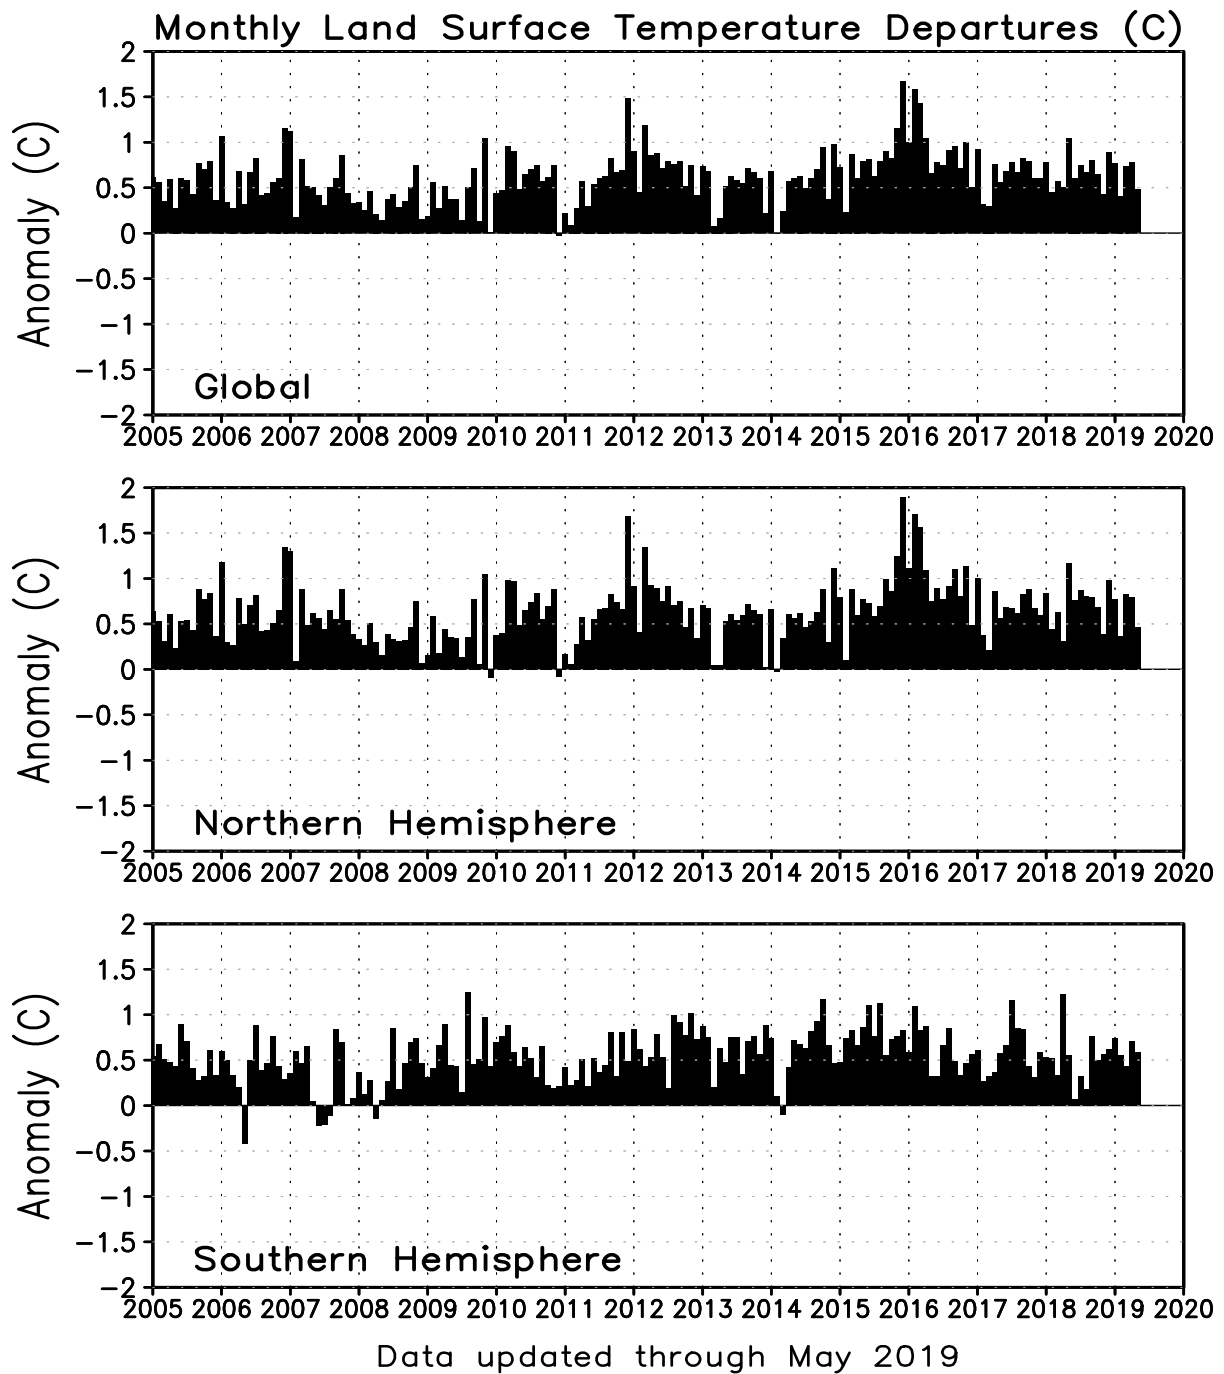 Monthly Land Surface Temperature Departures (C)
2
1.5
1
0.5
0
−0.5
−1
−1.5
−2
Anomaly (C)
Global
2005 2006 2007 2008 2009 2010 2011 2012 2013 2014 2015 2016 2017 2018 2019 2020
2
1.5
1
0.5
0
−0.5
−1
−1.5
−2
Anomaly (C)
Northern Hemisphere
2005 2006 2007 2008 2009 2010 2011 2012 2013 2014 2015 2016 2017 2018 2019 2020
2
1.5
1
0.5
0
−0.5
−1
−1.5
−2
Anomaly (C)
Southern Hemisphere
2005 2006 2007 2008 2009 2010 2011 2012 2013 2014 2015 2016 2017 2018 2019 2020
Data updated through May 2019